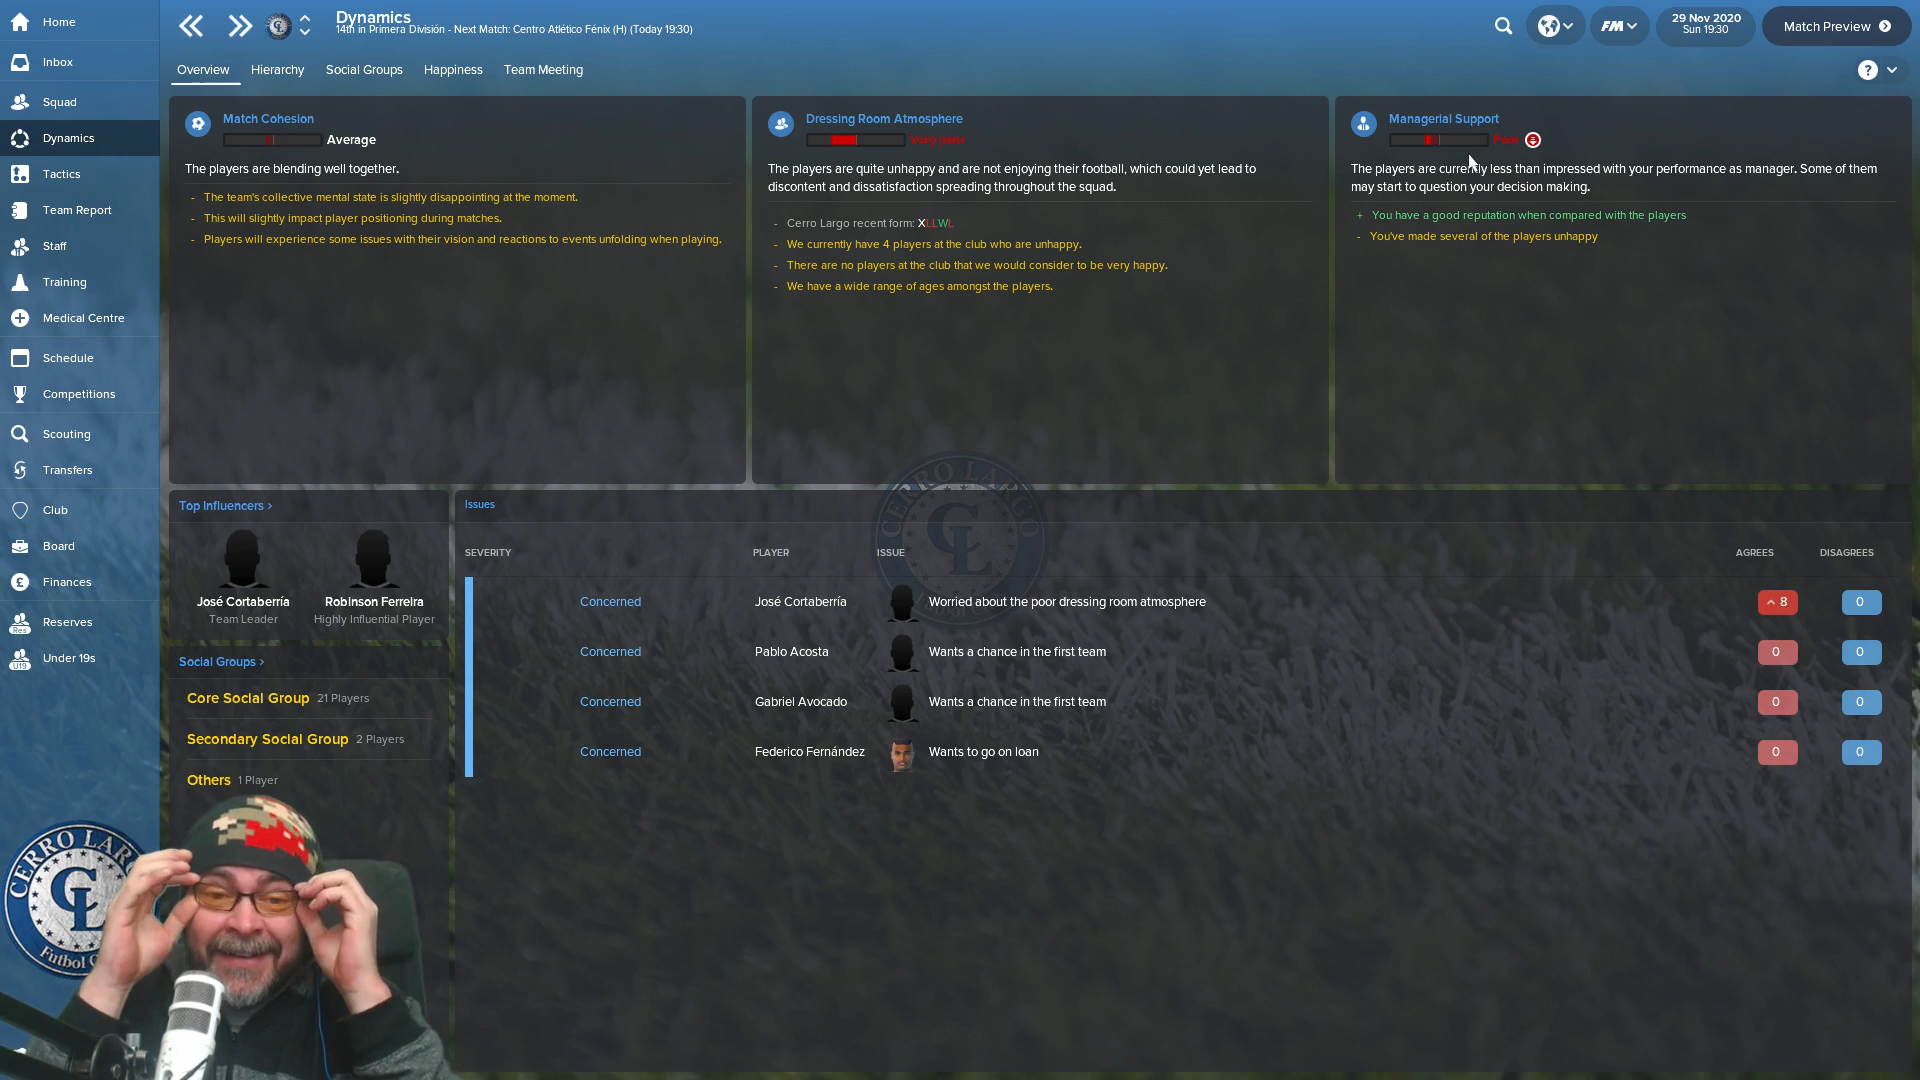 Home
Inbox
Squad
Dynamics
Tactics
Team Report
Staff
Training
Medical Centre
Schedule
Competitions
Scouting
Transfers
Club
Board
Finances
Res
Reserves
U19
Under 19s
Dynamics
14th in Primera División - Next Match: Centro Atlético Fénix (H) (Today 19:30)
FM
29 Nov 2020
Sun 19:30
Match Preview
Overview
Hierarchy
Social Groups
Happiness
Team Meeting
?
Match Cohesion
Average
The players are blending well together.
- The team's collective mental state is slightly disappointing at the moment.
- This will slightly impact player positioning during matches.
- Players will experience some issues with their vision and reactions to events unfolding when playing.
Dressing Room Atmosphere
Very poor
The players are quite unhappy and are not enjoying their football, which could yet lead to
discontent and dissatisfaction spreading throughout the squad.
- Cerro Largo recent form: XLLWL
- We currently have 4 players at the club who are unhappy.
- There are no players at the club that we would consider to be very happy.
- We have a wide range of ages amongst the players.
Managerial Support
Poor
The players are currently less than impressed with your performance as manager. Some of them
may start to question your decision making.
+ You have a good reputation when compared with the players
- You've made several of the players unhappy
Top Influencers >
José Cortaberría
Team Leader
Robinson Ferreira
Highly Influential Player
Social Groups >
Core Social Group 21 Players
Secondary Social Group 2 Players
Others 1 Player
Issues
SEVERITY PLAYER ISSUE AGREES DISAGREES
Concerned José Cortaberría Worried about the poor dressing room atmosphere 8 0
Concerned Pablo Acosta Wants a chance in the first team 0 0
Concerned Gabriel Avocado Wants a chance in the first team 0 0
Concerned Federico Fernández Wants to go on loan 0 0
CERRO LARGO
CL
CERRO LAR
CL
Futbol